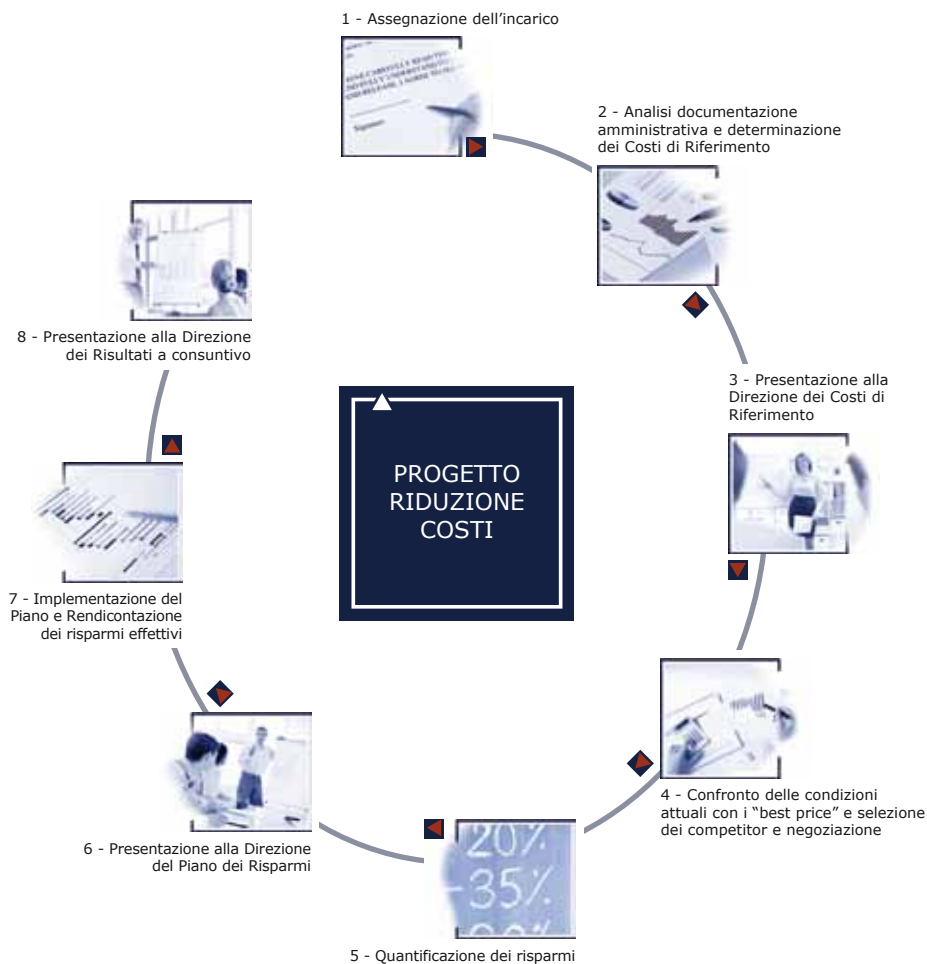 1 - Assegnazione dell'incarico
2 - Analisi documentazione
amministrativa e determinazione
dei Costi di Riferimento
3 - Presentazione alla
Direzione dei Costi di
Riferimento
4 - Confronto delle condizioni
attuali con i “best price” e selezione
dei competitor e negoziazione
20%
35%
5 - Quantificazione dei risparmi
6 - Presentazione alla Direzione
del Piano dei Risparmi
7 - Implementazione del
Piano e Rendicontazione
dei risparmi effettivi
8 - Presentazione alla Direzione
dei Risultati a consuntivo
PROGETTO
RIDUZIONE
COSTI